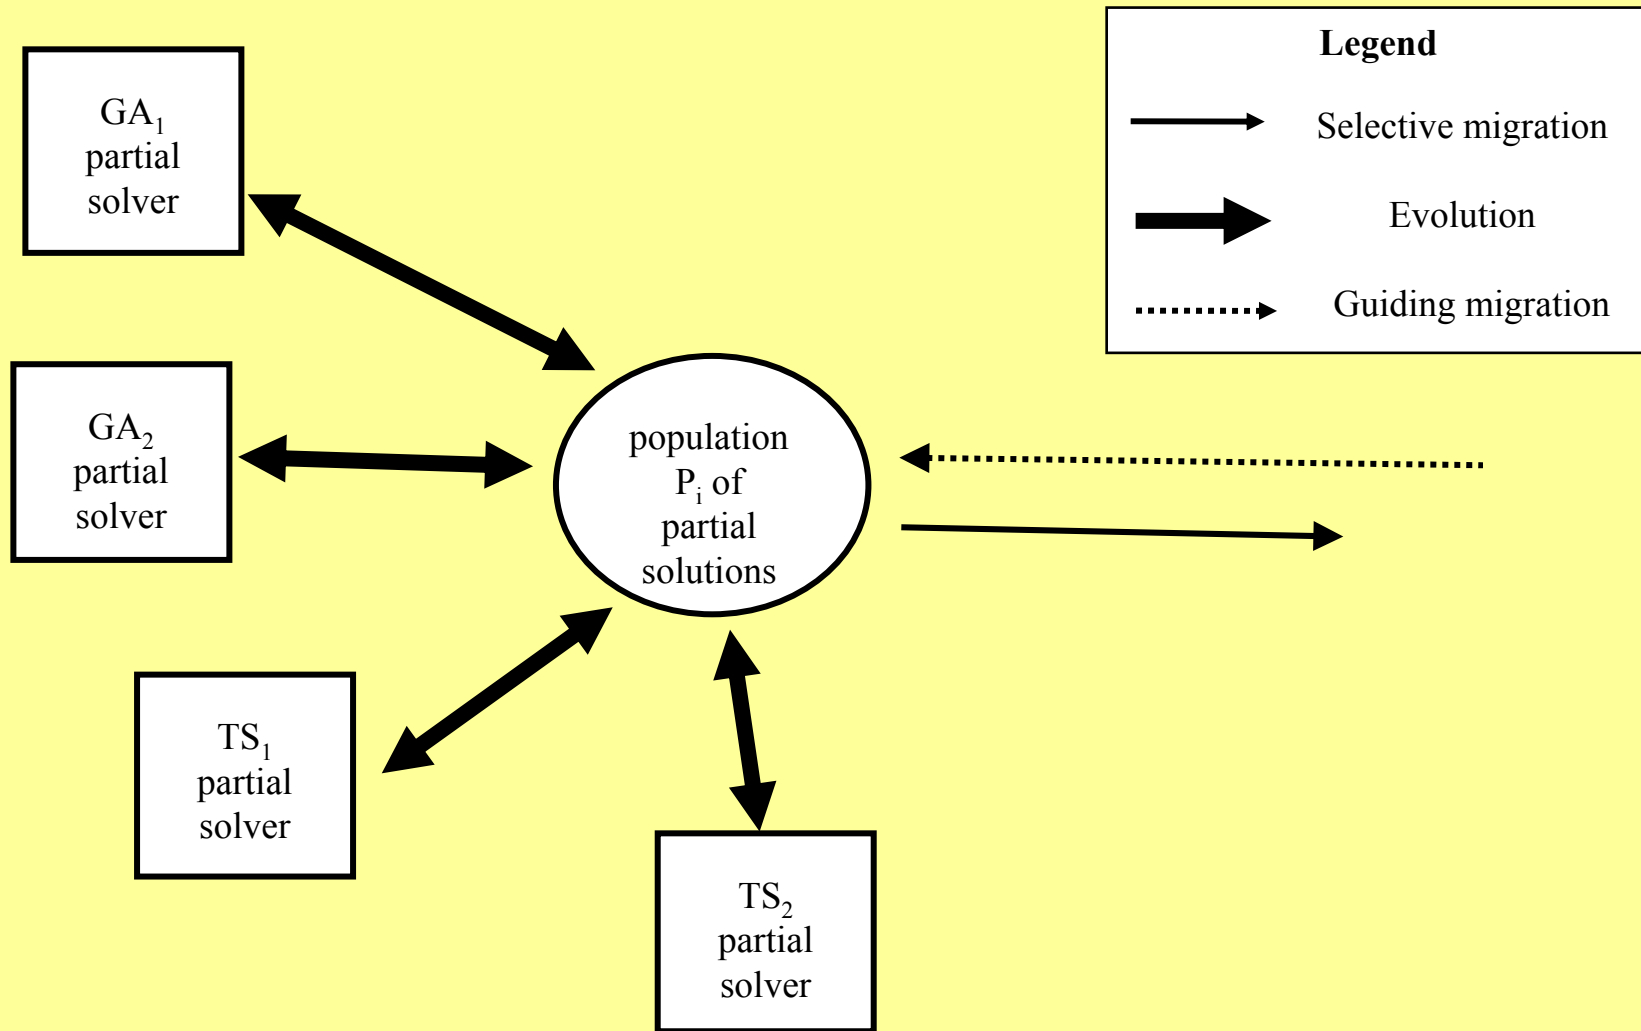 Legend
Selective migration
Evolution
Guiding migration
GA₁
partial
solver
GA₂
partial
solver
population
Pᵢ of
partial
solutions
TS₁
partial
solver
TS₂
partial
solver